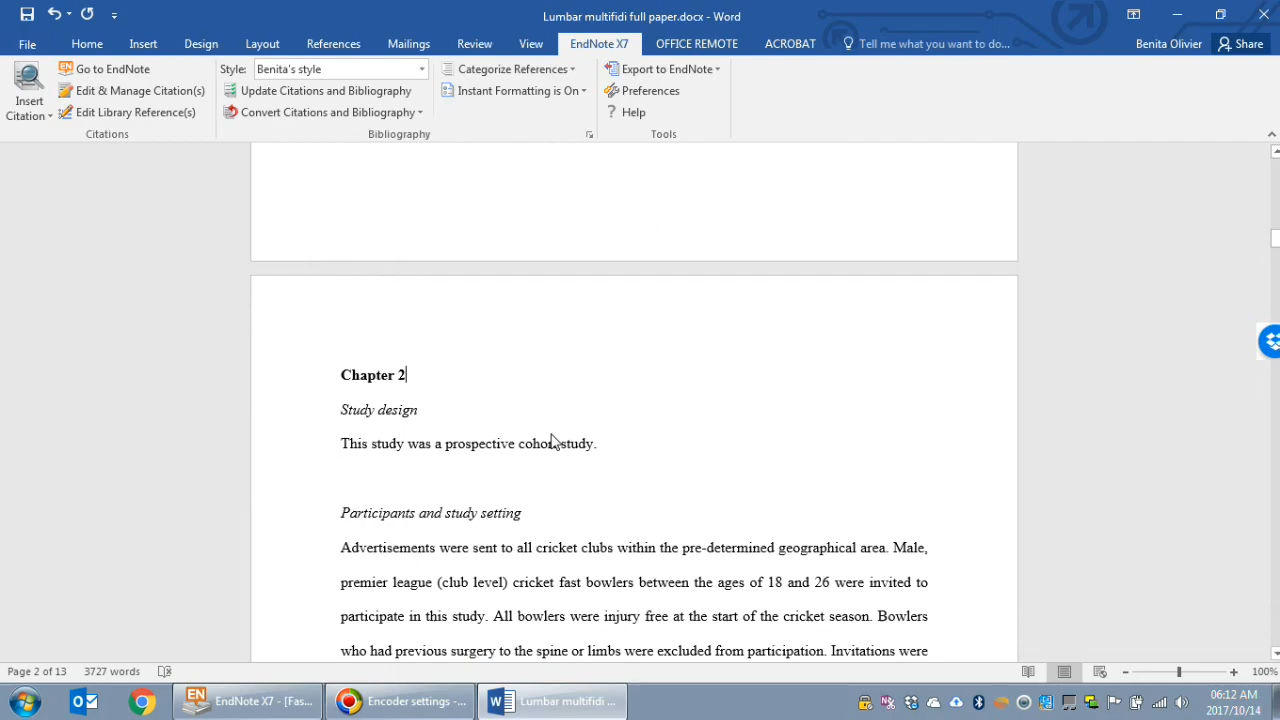 Lumbar multifidi full paper.docx - Word
File Home Insert Design Layout References Mailings Review View EndNote X7 OFFICE REMOTE ACROBAT Tell me what you want to do... Benita Olivier Share
Insert Citation
Go to EndNote
Edit & Manage Citation(s)
Edit Library Reference(s)
Citations
Style: Benita's style
Update Citations and Bibliography
Convert Citations and Bibliography
Categorize References
Instant Formatting is On
Bibliography
Export to EndNote
Preferences
Help
Tools
Chapter 2
Study design
This study was a prospective cohort study.
Participants and study setting
Advertisements were sent to all cricket clubs within the pre-determined geographical area. Male,
premier league (club level) cricket fast bowlers between the ages of 18 and 26 were invited to
participate in this study. All bowlers were injury free at the start of the cricket season. Bowlers
who had previous surgery to the spine or limbs were excluded from participation. Invitations were
Page 2 of 13 3727 words 100%
EndNote X7 - [Fas... Encoder settings -... Lumbar multifidi ... 06:12 AM
2017/10/14